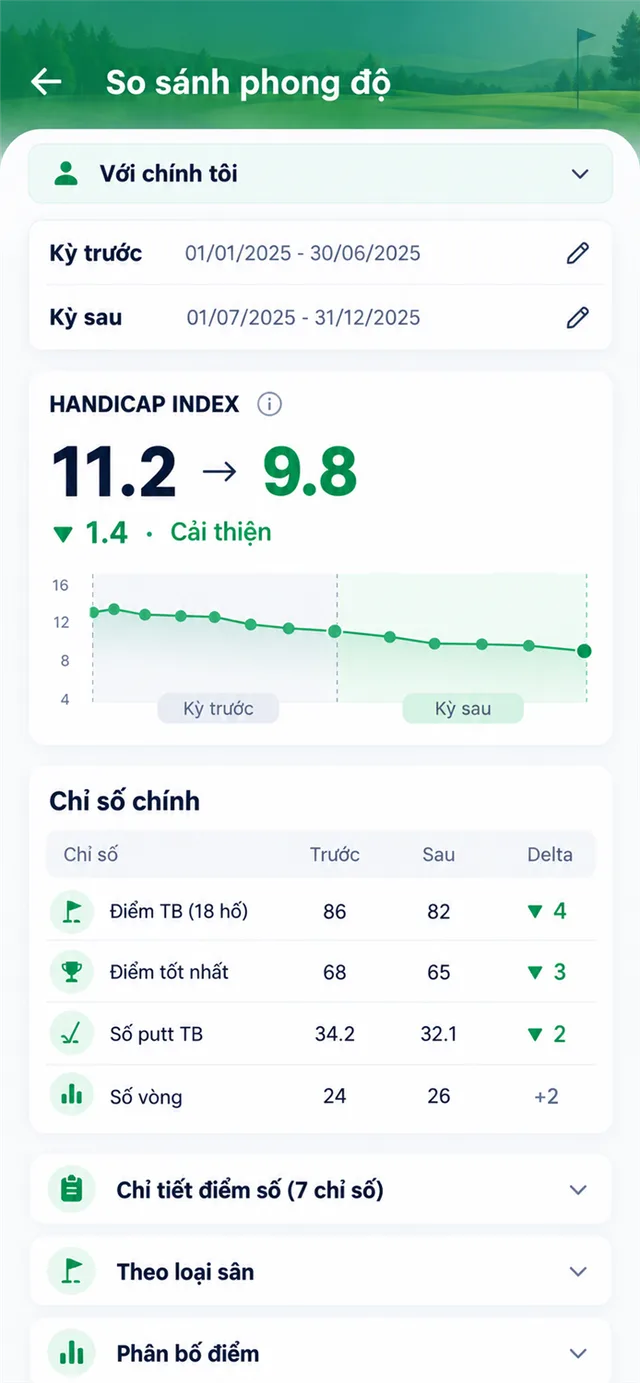 So sánh phong độ
Với chính tôi
Kỳ trước 01/01/2025 - 30/06/2025
Kỳ sau 01/07/2025 - 31/12/2025
HANDICAP INDEX
11.2 → 9.8
▼ 1.4 · Cải thiện
16
12
8
4
Kỳ trước Kỳ sau
Chỉ số chính
Chỉ số Trước Sau Delta
Điểm TB (18 hố) 86 82 ▼ 4
Điểm tốt nhất 68 65 ▼ 3
Số putt TB 34.2 32.1 ▼ 2
Số vòng 24 26 +2
Chi tiết điểm số (7 chỉ số)
Theo loại sân
Phân bố điểm